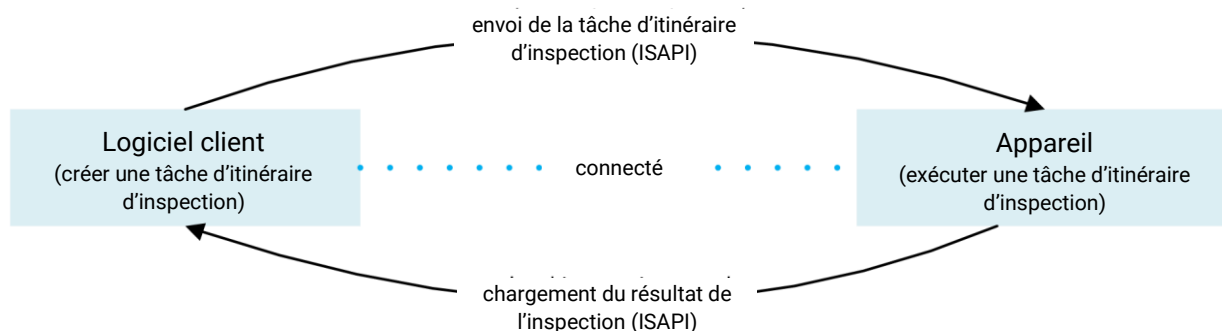 envoi de la tâche d’itinéraire
d’inspection (ISAPI)
Logiciel client
(créer une tâche d’itinéraire
d’inspection)
connecté
Appareil
(exécuter une tâche d’itinéraire
d’inspection)
chargement du résultat de
l’inspection (ISAPI)